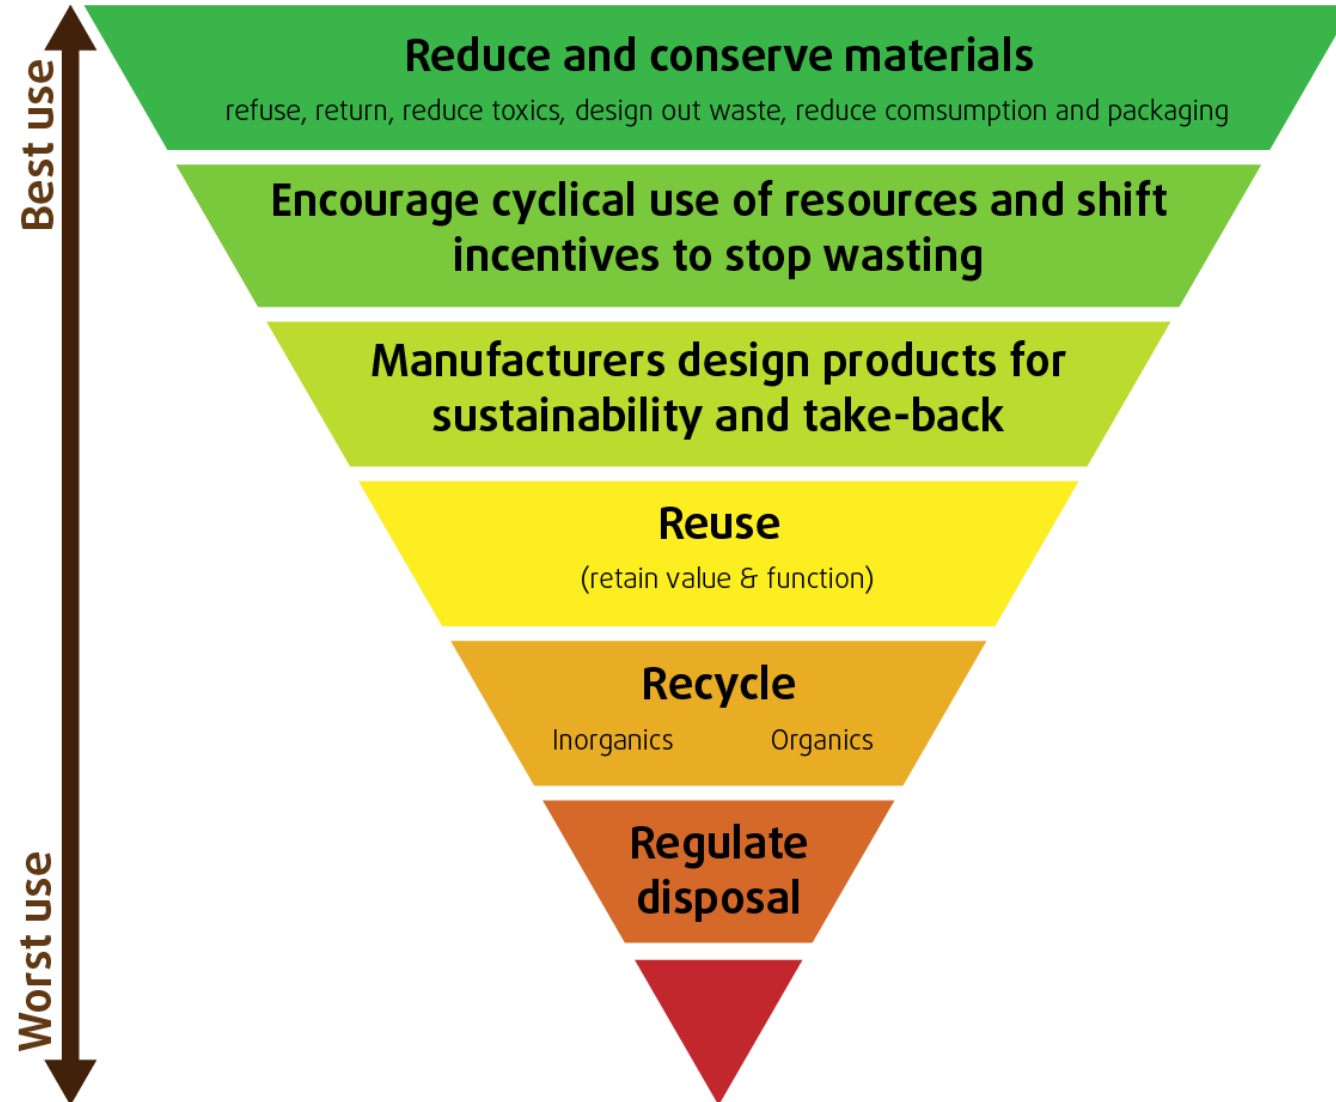 Best use
Reduce and conserve materials
refuse, return, reduce toxics, design out waste, reduce comsumption and packaging
Encourage cyclical use of resources and shift
incentives to stop wasting
Manufacturers design products for
sustainability and take-back
Reuse
(retain value & function)
Recycle
Inorganics Organics
Regulate
disposal
Worst use